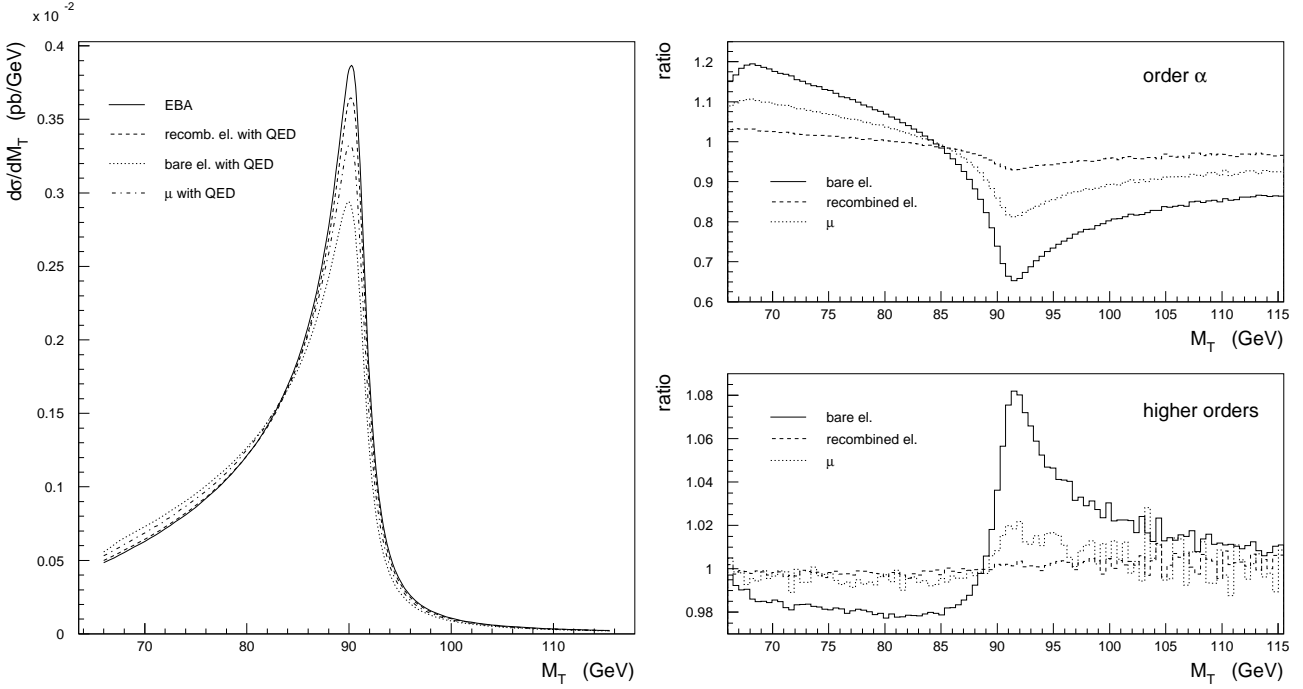 x 10⁻²
dσ/dM_T (pb/GeV)
0.4
0.35
0.3
0.25
0.2
0.15
0.1
0.05
0
EBA
recomb. el. with QED
bare el. with QED
μ with QED
70 80 90 100 110
M_T (GeV)
ratio
1.2
1.1
1
0.9
0.8
0.7
0.6
order α
bare el.
recombined el.
μ
70 75 80 85 90 95 100 105 110 115
M_T (GeV)
ratio
1.08
1.06
1.04
1.02
1
0.98
higher orders
bare el.
recombined el.
μ
70 75 80 85 90 95 100 105 110 115
M_T (GeV)